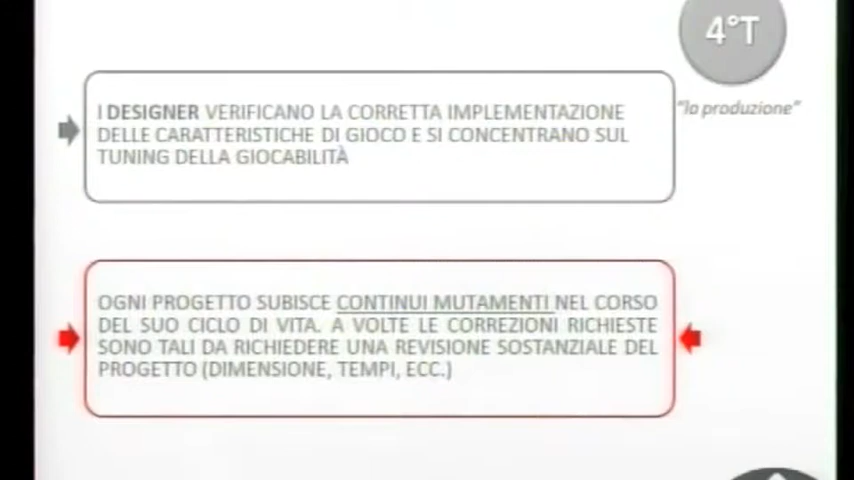 4°T
"la produzione"
I DESIGNER VERIFICANO LA CORRETTA IMPLEMENTAZIONE
DELLE CARATTERISTICHE DI GIOCO E SI CONCENTRANO SUL
TUNING DELLA GIOCABILITÀ
OGNI PROGETTO SUBISCE CONTINUI MUTAMENTI NEL CORSO
DEL SUO CICLO DI VITA. A VOLTE LE CORREZIONI RICHIESTE
SONO TALI DA RICHIEDERE UNA REVISIONE SOSTANZIALE DEL
PROGETTO (DIMENSIONE, TEMPI, ECC.)